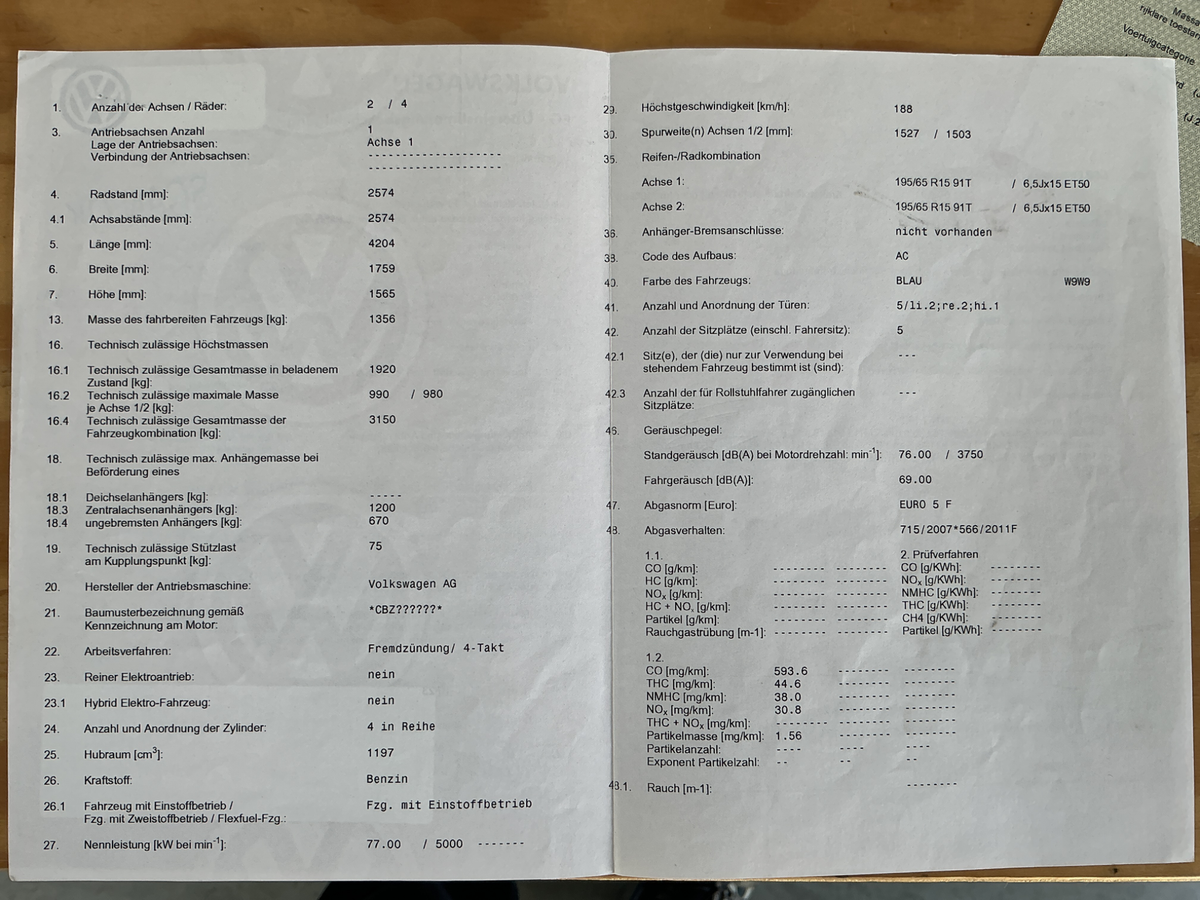 1. Anzahl der Achsen / Räder: 2 / 4
3. Antriebsachsen Anzahl 1
Lage der Antriebsachsen: Achse 1
Verbindung der Antriebsachsen: --------------------
--------------------
4. Radstand [mm]: 2574
4.1 Achsabstände [mm]: 2574
5. Länge [mm]: 4204
6. Breite [mm]: 1759
7. Höhe [mm]: 1565
13. Masse des fahrbereiten Fahrzeugs [kg]: 1356
16. Technisch zulässige Höchstmassen
16.1 Technisch zulässige Gesamtmasse in beladenem 1920
Zustand [kg]:
16.2 Technisch zulässige maximale Masse 990 / 980
je Achse 1/2 [kg]:
16.4 Technisch zulässige Gesamtmasse der 3150
Fahrzeugkombination [kg]:
18. Technisch zulässige max. Anhängemasse bei
Beförderung eines
18.1 Deichselanhängers [kg]: -----
18.3 Zentralachsenanhängers [kg]: 1200
18.4 ungebremsten Anhängers [kg]: 670
19. Technisch zulässige Stützlast 75
am Kupplungspunkt [kg]:
20. Hersteller der Antriebsmaschine: Volkswagen AG
21. Baumusterbezeichnung gemäß *CBZ??????*
Kennzeichnung am Motor:
22. Arbeitsverfahren: Fremdzündung/ 4-Takt
23. Reiner Elektroantrieb: nein
23.1 Hybrid Elektro-Fahrzeug: nein
24. Anzahl und Anordnung der Zylinder: 4 in Reihe
25. Hubraum [cm³]: 1197
26. Kraftstoff: Benzin
26.1 Fahrzeug mit Einstoffbetrieb / Fzg. mit Einstoffbetrieb
Fzg. mit Zweistoffbetrieb / Flexfuel-Fzg.:
27. Nennleistung [kW bei min⁻¹]: 77.00 / 5000 -------
29. Höchstgeschwindigkeit [km/h]: 188
30. Spurweite(n) Achsen 1/2 [mm]: 1527 / 1503
35. Reifen-/Radkombination
Achse 1: 195/65 R15 91T / 6,5Jx15 ET50
Achse 2: 195/65 R15 91T / 6,5Jx15 ET50
36. Anhänger-Bremsanschlüsse: nicht vorhanden
38. Code des Aufbaus: AC
40. Farbe des Fahrzeugs: BLAU W9W9
41. Anzahl und Anordnung der Türen: 5/li.2;re.2;hi.1
42. Anzahl der Sitzplätze (einschl. Fahrersitz): 5
42.1 Sitz(e), der (die) nur zur Verwendung bei ---
stehendem Fahrzeug bestimmt ist (sind):
42.3 Anzahl der für Rollstuhlfahrer zugänglichen ---
Sitzplätze:
46. Geräuschpegel:
Standgeräusch [dB(A) bei Motordrehzahl: min⁻¹]: 76.00 / 3750
Fahrgeräusch [dB(A)]: 69.00
47. Abgasnorm [Euro]: EURO 5 F
48. Abgasverhalten: 715/2007*566/2011F
1.1. 2. Prüfverfahren
CO [g/km]: -------- -------- CO [g/KWh]: --------
HC [g/km]: -------- -------- NOx [g/KWh]: --------
NOx [g/km]: -------- -------- NMHC [g/KWh]: --------
HC + NOx [g/km]: -------- -------- THC [g/KWh]: --------
Partikel [g/km]: -------- -------- CH4 [g/KWh]: --------
Rauchgastrübung [m-1]: -------- -------- Partikel [g/KWh]: --------
1.2.
CO [mg/km]: 593.6 -------- --------
THC [mg/km]: 44.6 -------- --------
NMHC [mg/km]: 38.0 -------- --------
NOx [mg/km]: 30.8 -------- --------
THC + NOx [mg/km]: -------- -------- --------
Partikelmasse [mg/km]: 1.56 -------- --------
Partikelanzahl: ---- ---- ----
Exponent Partikelzahl: -- -- --
48.1. Rauch [m-1]: --------
Massa
rijklare toestan
Voertuigcategorie